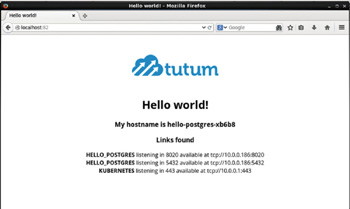 Hello world! - Mozilla Firefox
Hello world!
localhost:82
Google
tutum
Hello world!
My hostname is hello-postgres-xb6b8
Links found
HELLO_POSTGRES listening in 8020 available at tcp://10.0.0.186:8020
HELLO_POSTGRES listening in 5432 available at tcp://10.0.0.186:5432
KUBERNETES listening in 443 available at tcp://10.0.0.1:443